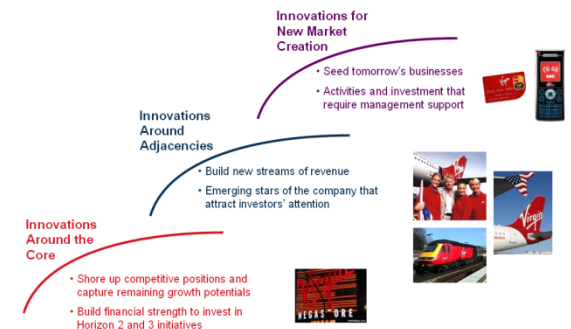 Innovations for
New Market
Creation
• Seed tomorrow's businesses
• Activities and investment that
require management support
Innovations
Around
Adjacencies
• Build new streams of revenue
• Emerging stars of the company that
attract investors' attention
Virgin
Innovations
Around the
Core
• Shore up competitive positions and
capture remaining growth potentials
• Build financial strength to invest in
Horizon 2 and 3 initiatives